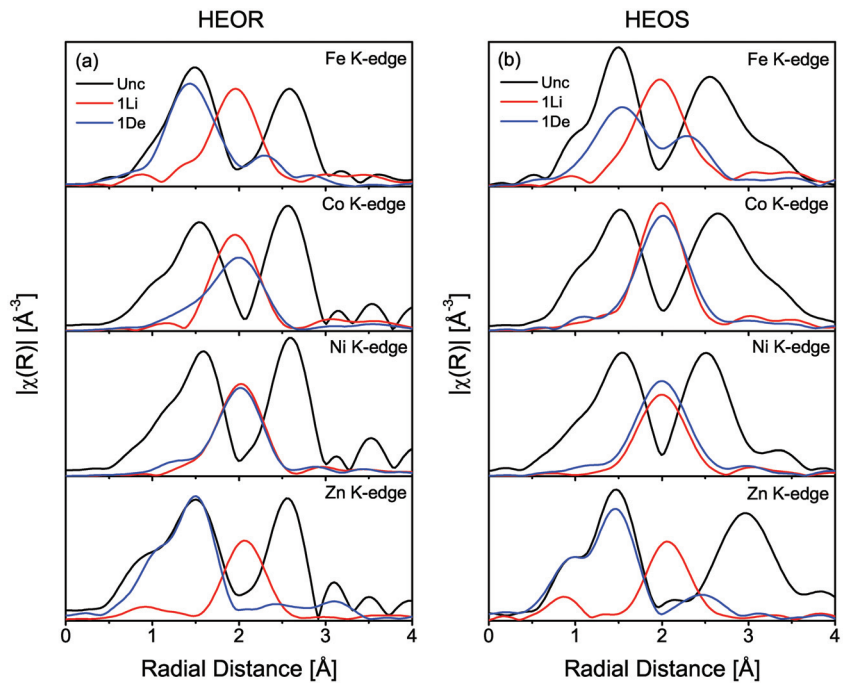 HEOR
HEOS
(a)
Fe K-edge
Unc
1Li
1De
Co K-edge
Ni K-edge
Zn K-edge
|χ(R)| [Å⁻³]
0 1 2 3 4
Radial Distance [Å]
(b)
Fe K-edge
Unc
1Li
1De
Co K-edge
Ni K-edge
Zn K-edge
|χ(R)| [Å⁻³]
0 1 2 3 4
Radial Distance [Å]